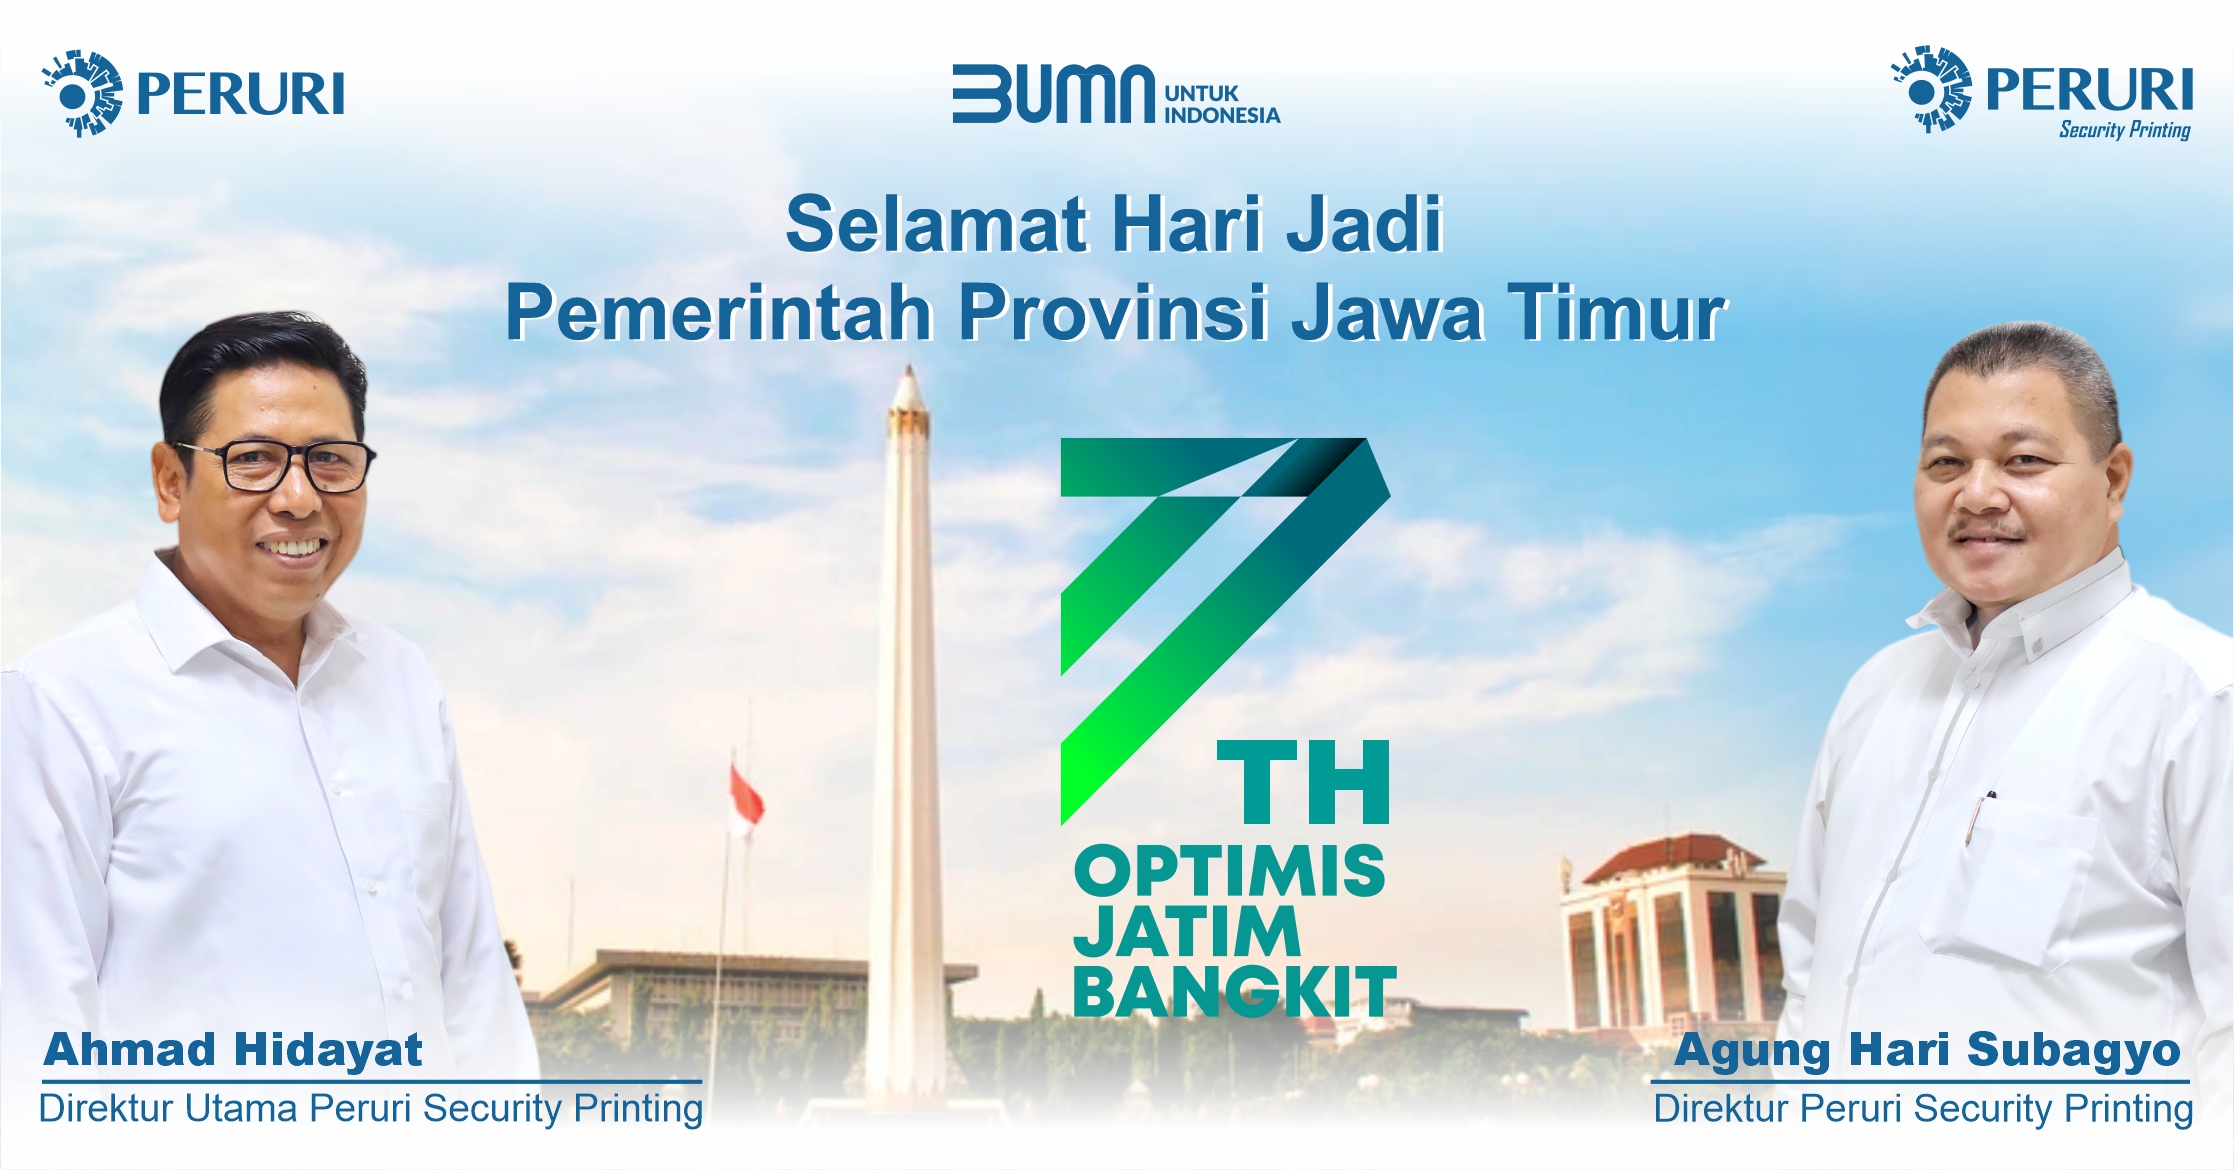 PERURI
BUMN UNTUK INDONESIA
PERURI
Security Printing
Selamat Hari Jadi
Pemerintah Provinsi Jawa Timur
77
TH
OPTIMIS
JATIM
BANGKIT
Ahmad Hidayat
Direktur Utama Peruri Security Printing
Agung Hari Subagyo
Direktur Peruri Security Printing